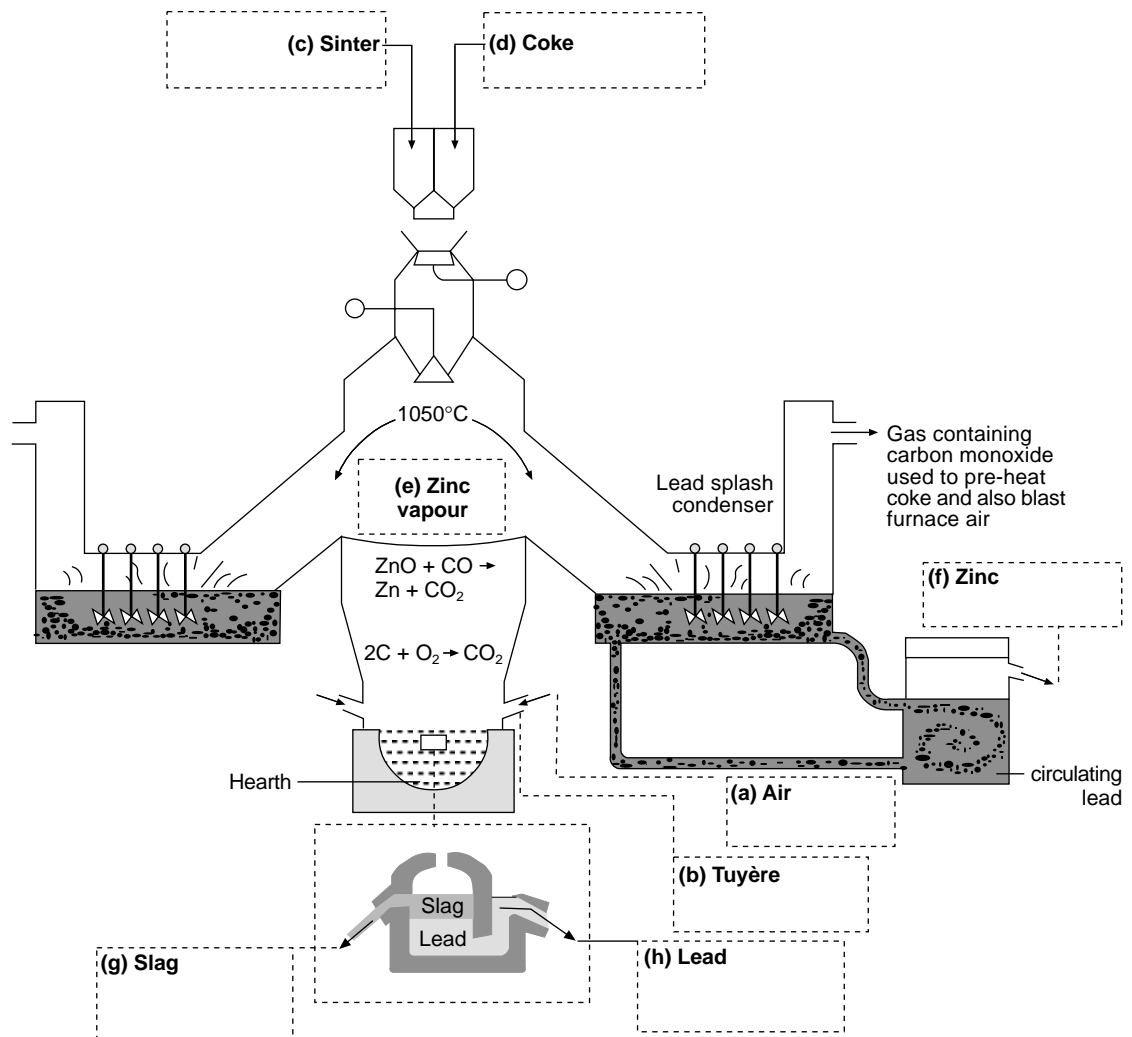 (c) Sinter
(d) Coke
1050°C
(e) Zinc
vapour
Lead splash
condenser
Gas containing
carbon monoxide
used to pre-heat
coke and also blast
furnace air
ZnO + CO →
Zn + CO₂
(f) Zinc
2C + O₂ → CO₂
Hearth
circulating
lead
(a) Air
(b) Tuyère
Slag
Lead
(g) Slag
(h) Lead